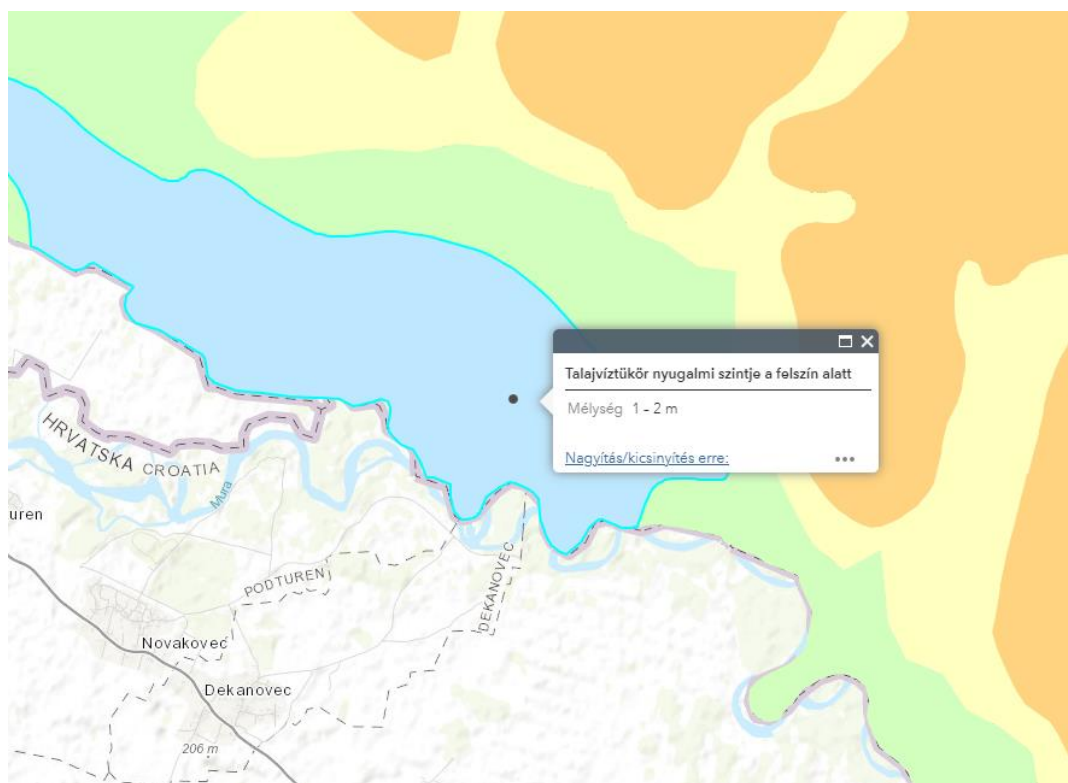 Talajvíztükör nyugalmi szintje a felszín alatt
Mélység 1 - 2 m
Nagyítás/kicsinyítés erre:
HRVATSKA CROATIA
Mura
uren
PODTUREN
DEKANOVEC
Novakovec
Dekanovec
206 m